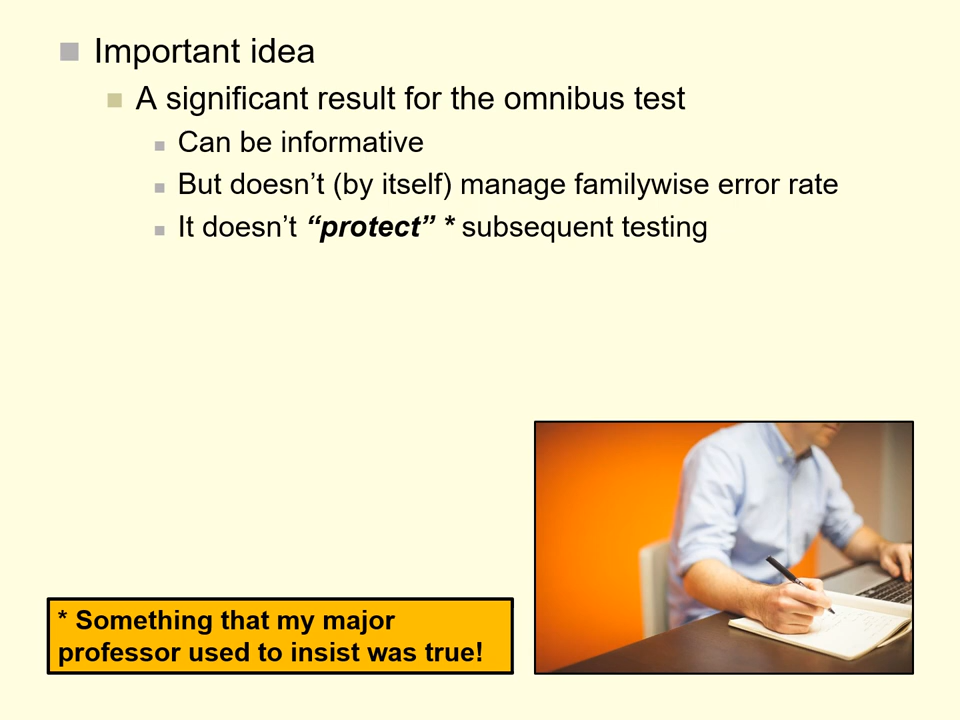 Important idea
A significant result for the omnibus test
Can be informative
But doesn’t (by itself) manage familywise error rate
It doesn’t “protect” * subsequent testing
* Something that my major
professor used to insist was true!